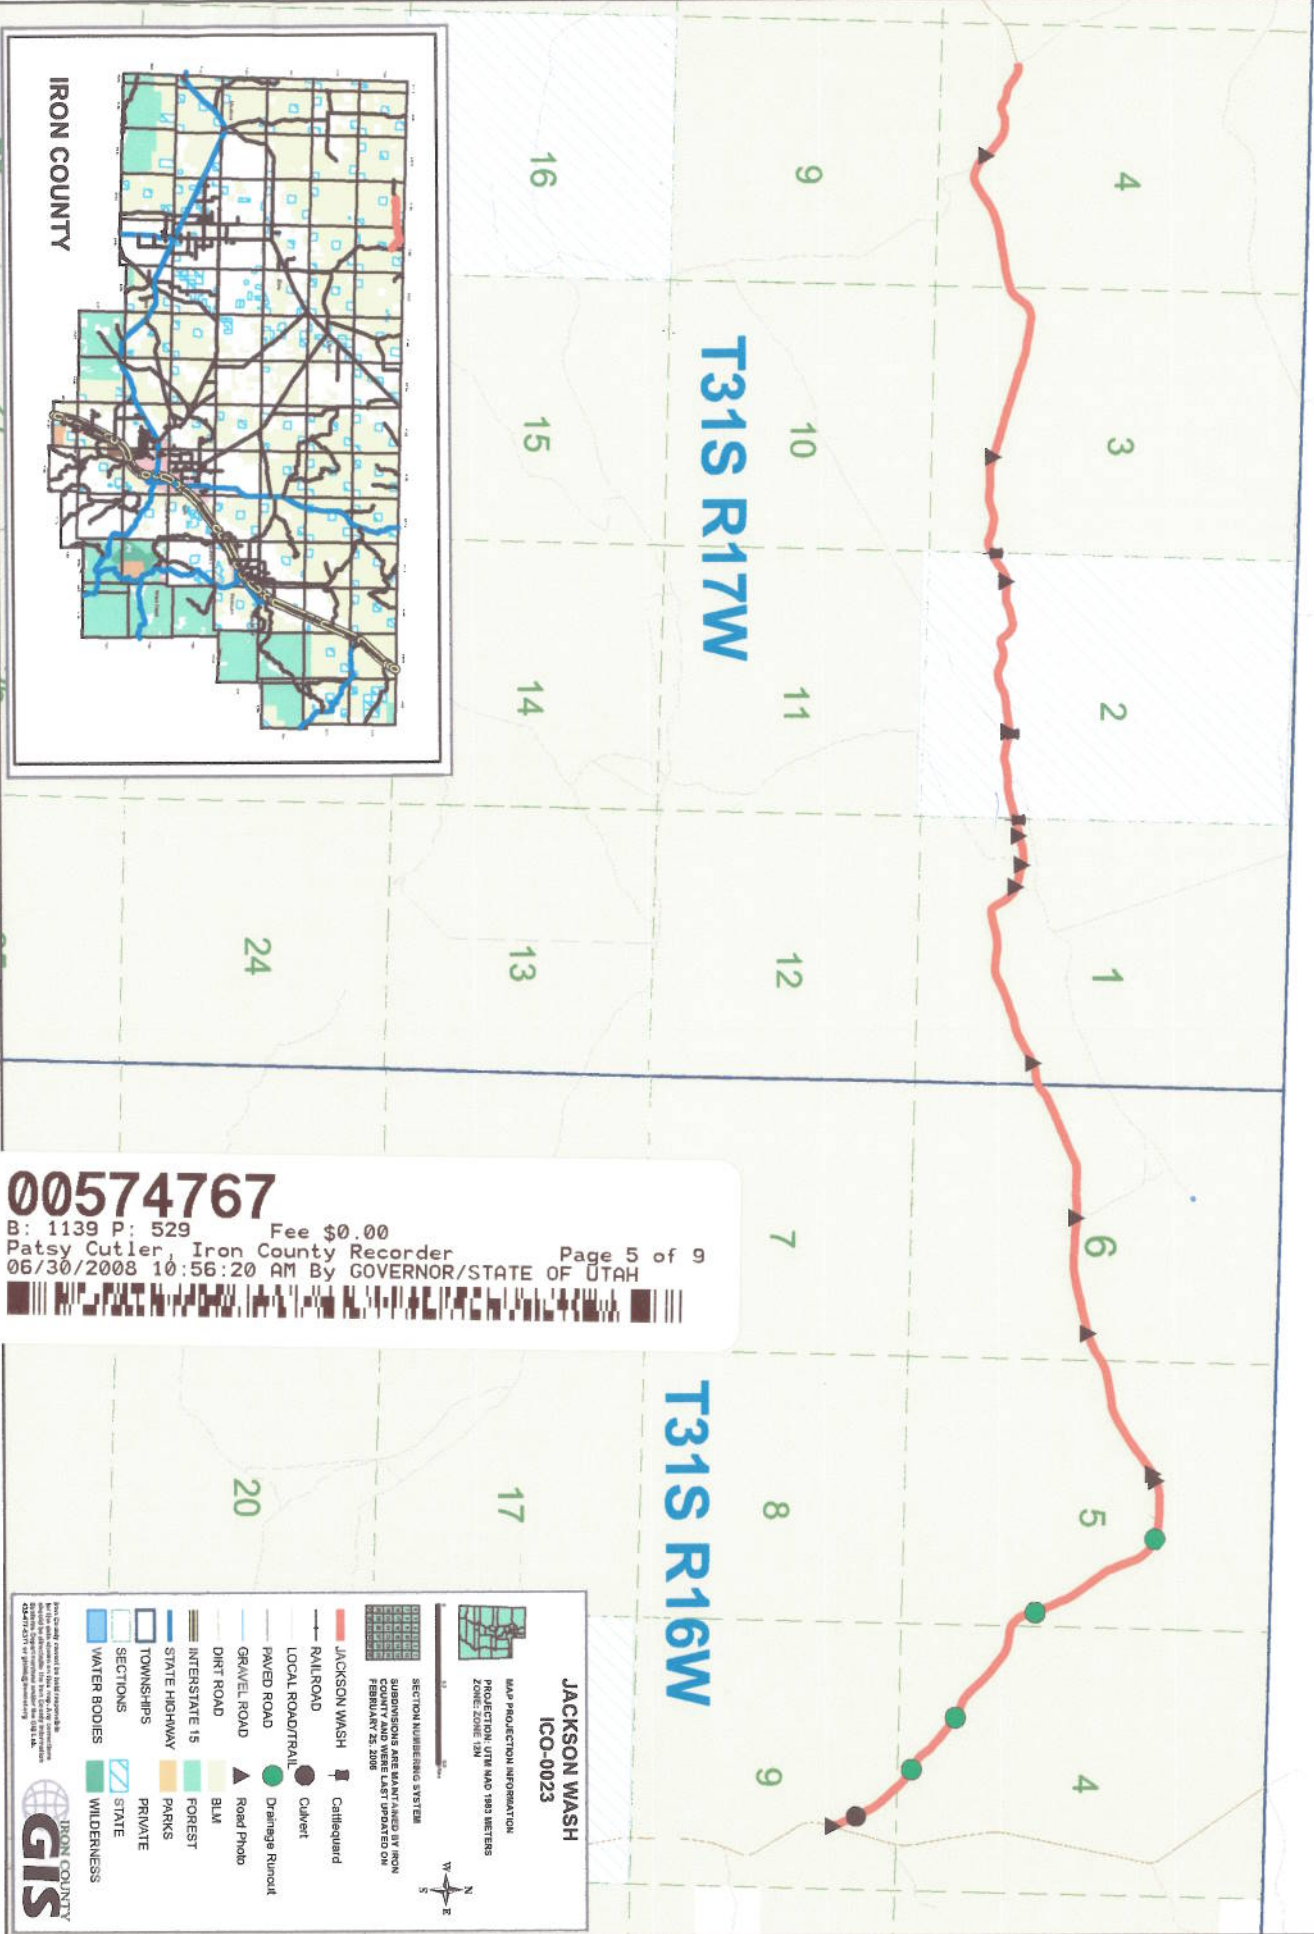 4
3
2
1
6
5
4
9
10
11
12
7
8
9
16
15
14
13
17
24
20
T31S R17W
T31S R16W
IRON COUNTY
00574767
B: 1139 P: 529 Fee $0.00
Patsy Cutler, Iron County Recorder Page 5 of 9
06/30/2008 10:56:20 AM By GOVERNOR/STATE OF UTAH
JACKSON WASH
ICO-0023
MAP PROJECTION INFORMATION
PROJECTION: UTM NAD 1983 METERS
ZONE: ZONE 12N
N
W E
S
SECTION NUMBERING SYSTEM
SUBDIVISIONS ARE MAINTAINED BY IRON
COUNTY AND WERE LAST UPDATED ON
FEBRUARY 25, 2006
JACKSON WASH
RAILROAD
LOCAL ROAD/TRAIL
PAVED ROAD
GRAVEL ROAD
DIRT ROAD
INTERSTATE 15
STATE HIGHWAY
TOWNSHIPS
SECTIONS
WATER BODIES
Cattleguard
Culvert
Drainage Runout
Road Photo
BLM
FOREST
PARKS
PRIVATE
STATE
WILDERNESS
IRON COUNTY
GIS